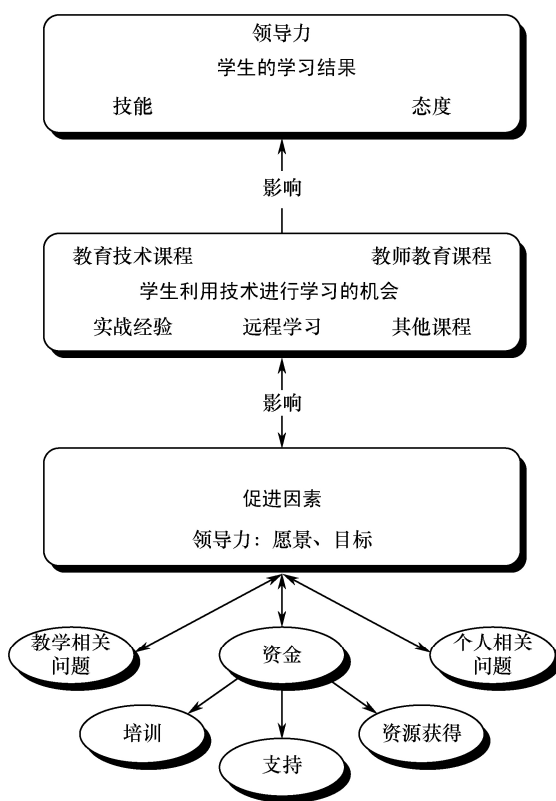 领导力
学生的学习结果
技能 态度
影响
教育技术课程 教师教育课程
学生利用技术进行学习的机会
实战经验 远程学习 其他课程
影响
促进因素
领导力：愿景、目标
教学相关
问题
资金
个人相关
问题
培训
支持
资源获得